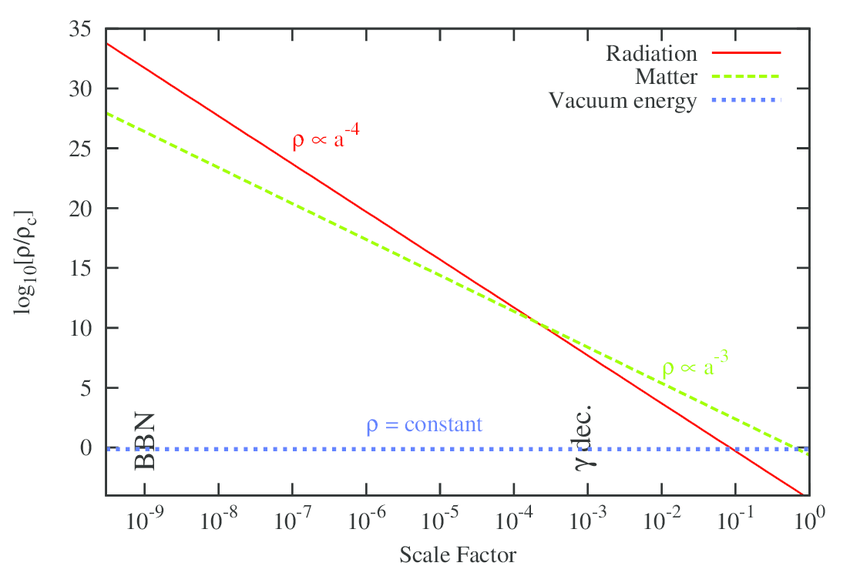 35
30
25
20
15
10
5
0
log₁₀[ρ/ρc]
Radiation
Matter
Vacuum energy
ρ ∝ a⁻⁴
ρ ∝ a⁻³
ρ = constant
BBN
γ dec.
10⁻⁹ 10⁻⁸ 10⁻⁷ 10⁻⁶ 10⁻⁵ 10⁻⁴ 10⁻³ 10⁻² 10⁻¹ 10⁰
Scale Factor